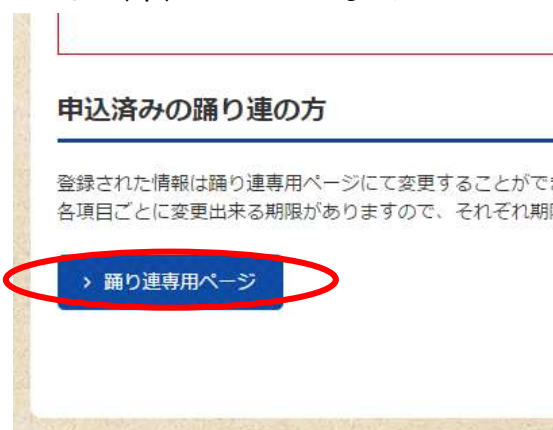 申込済みの踊り連の方
登録された情報は踊り連専用ページにて変更することがで
各項目ごとに変更出来る期限がありますので、それぞれ期
› 踊り連専用ページ